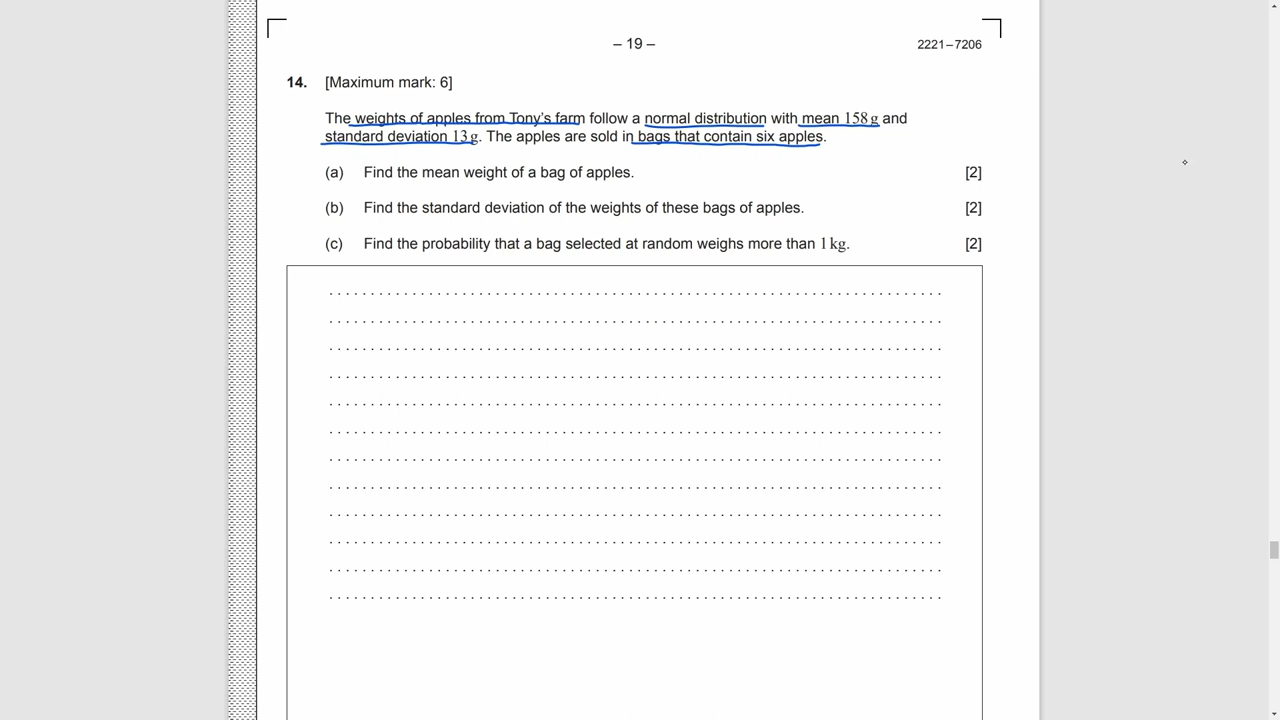 – 19 –
2221–7206
14. [Maximum mark: 6]
The weights of apples from Tony's farm follow a normal distribution with mean 158 g and
standard deviation 13 g. The apples are sold in bags that contain six apples.
(a) Find the mean weight of a bag of apples. [2]
(b) Find the standard deviation of the weights of these bags of apples. [2]
(c) Find the probability that a bag selected at random weighs more than 1 kg. [2]